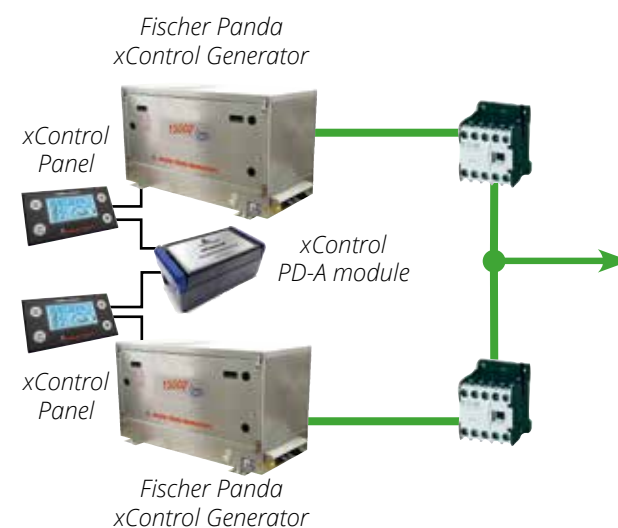 Fischer Panda
xControl Generator
xControl
Panel
15000
xControl
PD-A module
xControl
Panel
15000
Fischer Panda
xControl Generator